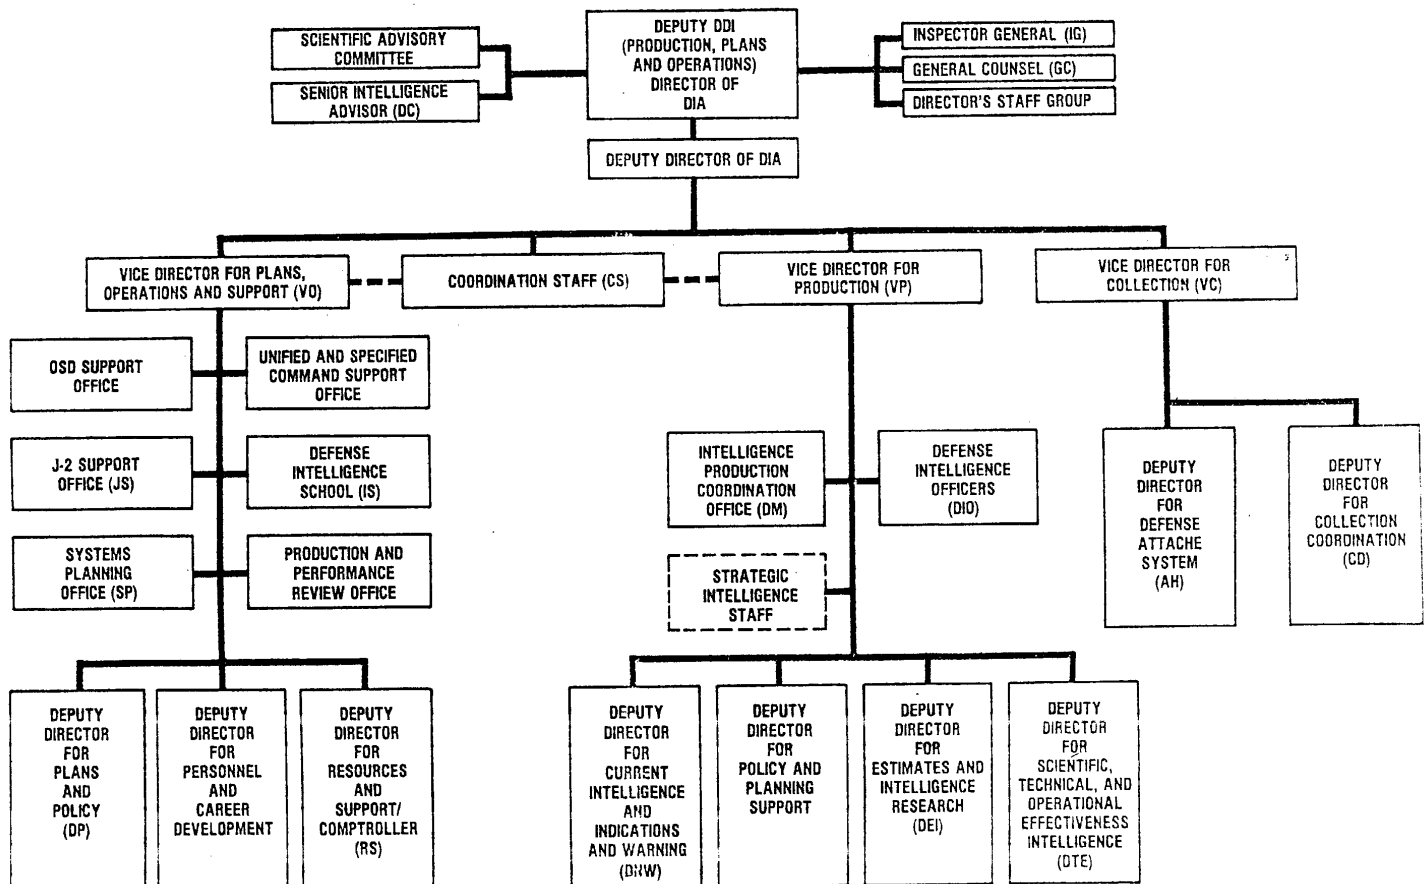 DEPUTY DDI
(PRODUCTION, PLANS
AND OPERATIONS)
DIRECTOR OF
DIA
SCIENTIFIC ADVISORY
COMMITTEE
SENIOR INTELLIGENCE
ADVISOR (DC)
INSPECTOR GENERAL (IG)
GENERAL COUNSEL (GC)
DIRECTOR'S STAFF GROUP
DEPUTY DIRECTOR OF DIA
VICE DIRECTOR FOR PLANS,
OPERATIONS AND SUPPORT (VO)
COORDINATION STAFF (CS)
VICE DIRECTOR FOR
PRODUCTION (VP)
VICE DIRECTOR FOR
COLLECTION (VC)
OSD SUPPORT
OFFICE
UNIFIED AND SPECIFIED
COMMAND SUPPORT
OFFICE
J-2 SUPPORT
OFFICE (JS)
DEFENSE
INTELLIGENCE
SCHOOL (IS)
SYSTEMS
PLANNING
OFFICE (SP)
PRODUCTION AND
PERFORMANCE
REVIEW OFFICE
INTELLIGENCE
PRODUCTION
COORDINATION
OFFICE (DM)
DEFENSE
INTELLIGENCE
OFFICERS
(DIO)
STRATEGIC
INTELLIGENCE
STAFF
DEPUTY
DIRECTOR
FOR
DEFENSE
ATTACHE
SYSTEM
(AH)
DEPUTY
DIRECTOR
FOR
COLLECTION
COORDINATION
(CD)
DEPUTY
DIRECTOR
FOR
PLANS
AND
POLICY
(DP)
DEPUTY
DIRECTOR
FOR
PERSONNEL
AND
CAREER
DEVELOPMENT
DEPUTY
DIRECTOR
FOR
RESOURCES
AND
SUPPORT/
COMPTROLLER
(RS)
DEPUTY
DIRECTOR
FOR
CURRENT
INTELLIGENCE
AND
INDICATIONS
AND WARNING
(DNW)
DEPUTY
DIRECTOR
FOR
POLICY AND
PLANNING
SUPPORT
DEPUTY
DIRECTOR
FOR
ESTIMATES AND
INTELLIGENCE
RESEARCH
(DEI)
DEPUTY
DIRECTOR
FOR
SCIENTIFIC,
TECHNICAL, AND
OPERATIONAL
EFFECTIVENESS
INTELLIGENCE
(DTE)